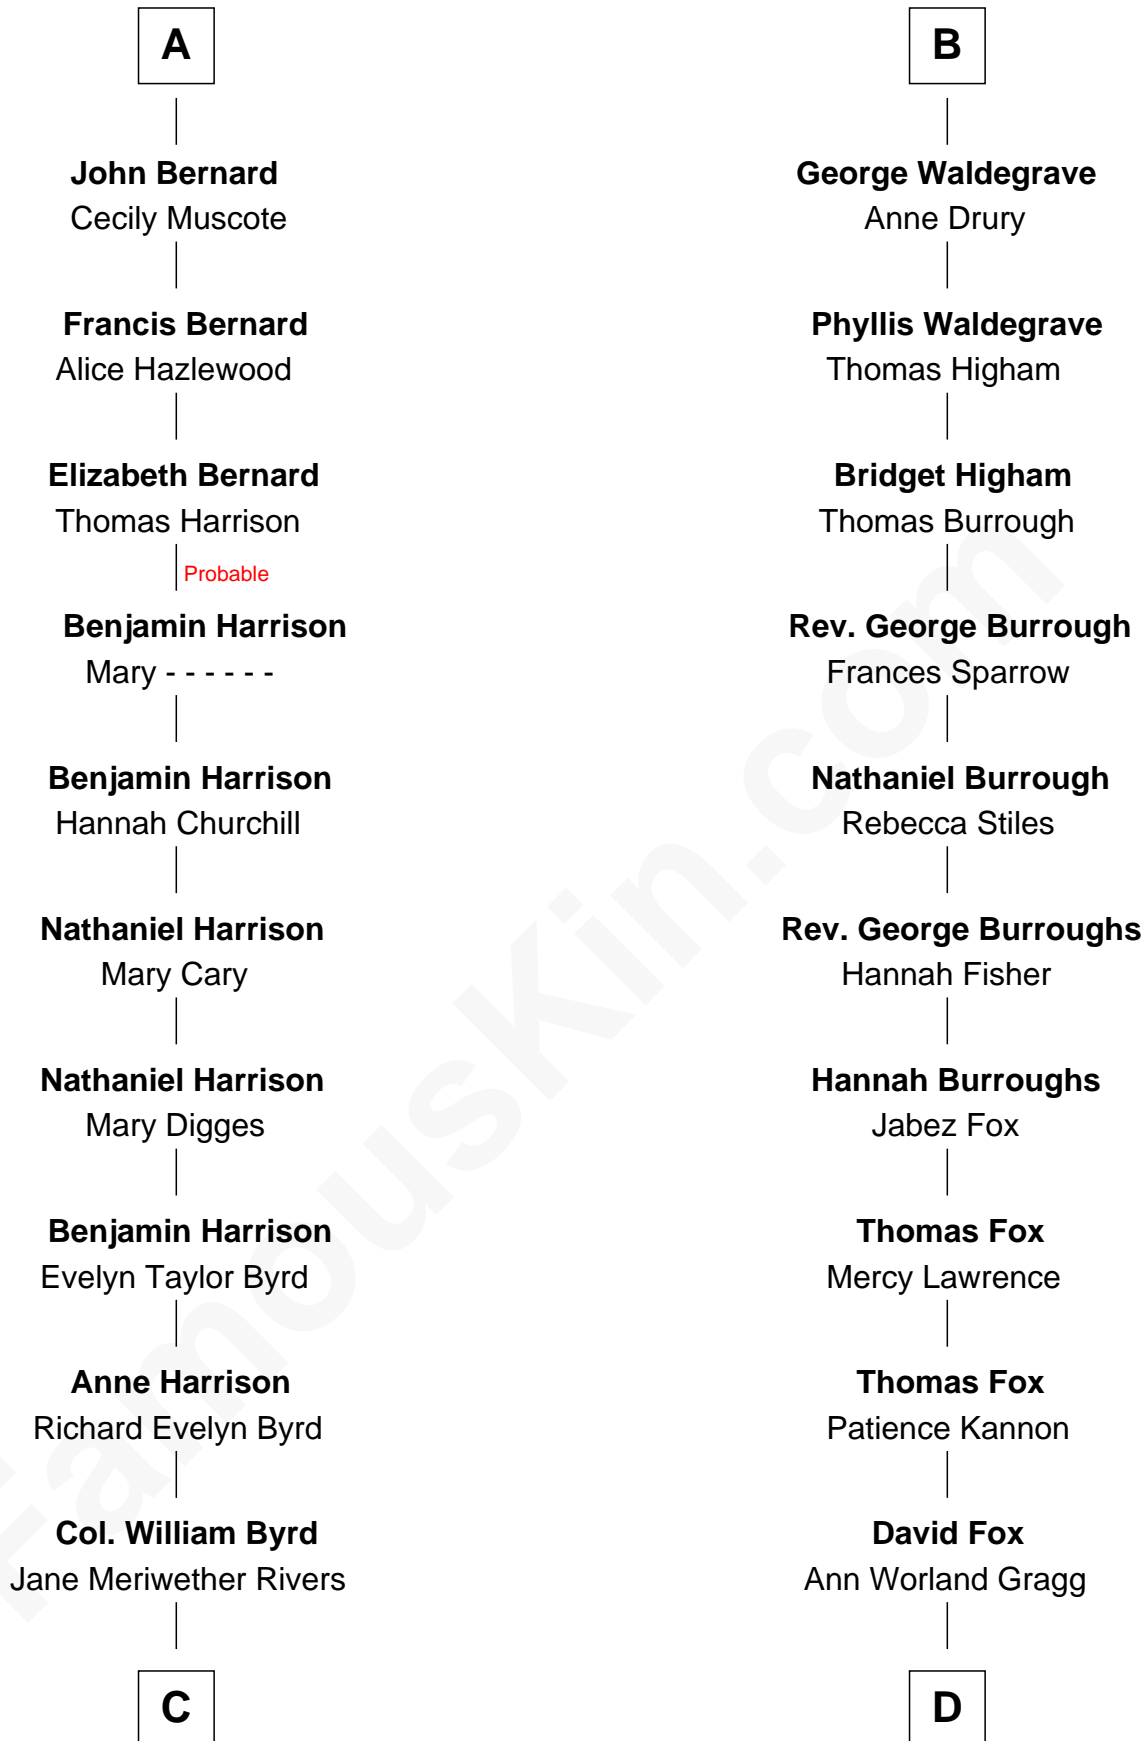 A
John Bernard
Cecily Muscote
Francis Bernard
Alice Hazlewood
Elizabeth Bernard
Thomas Harrison
Probable
Benjamin Harrison
Mary - - - - - -
Benjamin Harrison
Hannah Churchill
Nathaniel Harrison
Mary Cary
Nathaniel Harrison
Mary Digges
Benjamin Harrison
Evelyn Taylor Byrd
Anne Harrison
Richard Evelyn Byrd
Col. William Byrd
Jane Meriwether Rivers
C
B
George Waldegrave
Anne Drury
Phyllis Waldegrave
Thomas Higham
Bridget Higham
Thomas Burrough
Rev. George Burrough
Frances Sparrow
Nathaniel Burrough
Rebecca Stiles
Rev. George Burroughs
Hannah Fisher
Hannah Burroughs
Jabez Fox
Thomas Fox
Mercy Lawrence
Thomas Fox
Patience Kannon
David Fox
Ann Worland Gragg
D
FamousKin.com